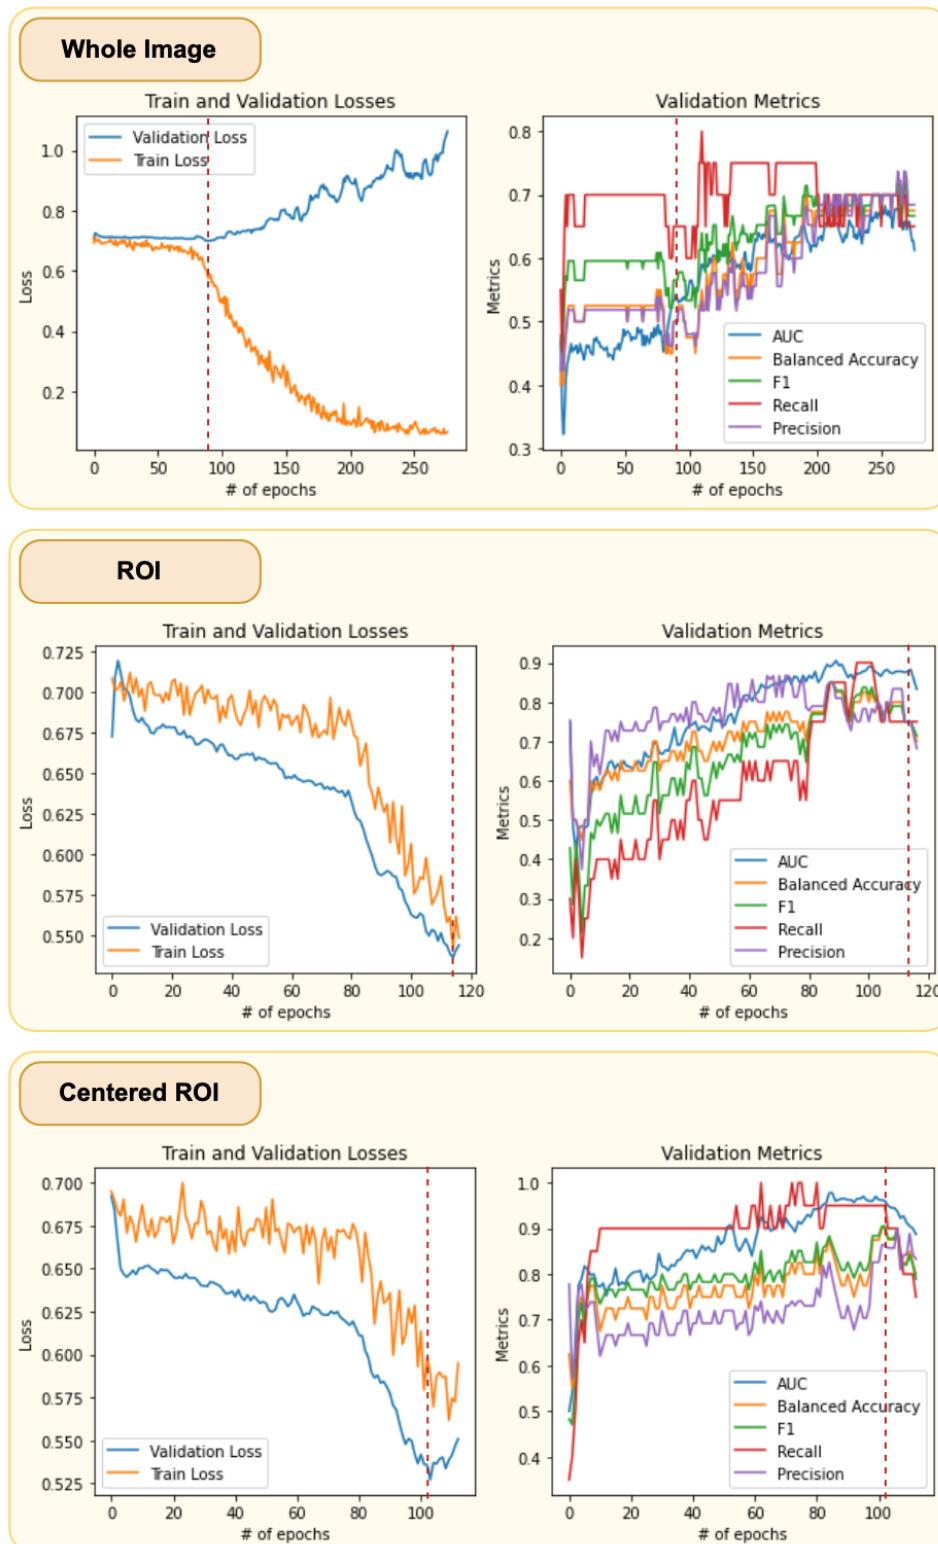 Whole Image
Train and Validation Losses
Validation Loss
Train Loss
1.0
0.8
0.6
0.4
0.2
Loss
0 50 100 150 200 250
# of epochs
Validation Metrics
0.8
0.7
0.6
0.5
0.4
0.3
Metrics
AUC
Balanced Accuracy
F1
Recall
Precision
0 50 100 150 200 250
# of epochs
ROI
Train and Validation Losses
0.725
0.700
0.675
0.650
0.625
0.600
0.575
0.550
Loss
Validation Loss
Train Loss
0 20 40 60 80 100 120
# of epochs
Validation Metrics
0.9
0.8
0.7
0.6
0.5
0.4
0.3
0.2
Metrics
AUC
Balanced Accuracy
F1
Recall
Precision
0 20 40 60 80 100 120
# of epochs
Centered ROI
Train and Validation Losses
0.700
0.675
0.650
0.625
0.600
0.575
0.550
0.525
Loss
Validation Loss
Train Loss
0 20 40 60 80 100
# of epochs
Validation Metrics
1.0
0.9
0.8
0.7
0.6
0.5
0.4
Metrics
AUC
Balanced Accuracy
F1
Recall
Precision
0 20 40 60 80 100
# of epochs